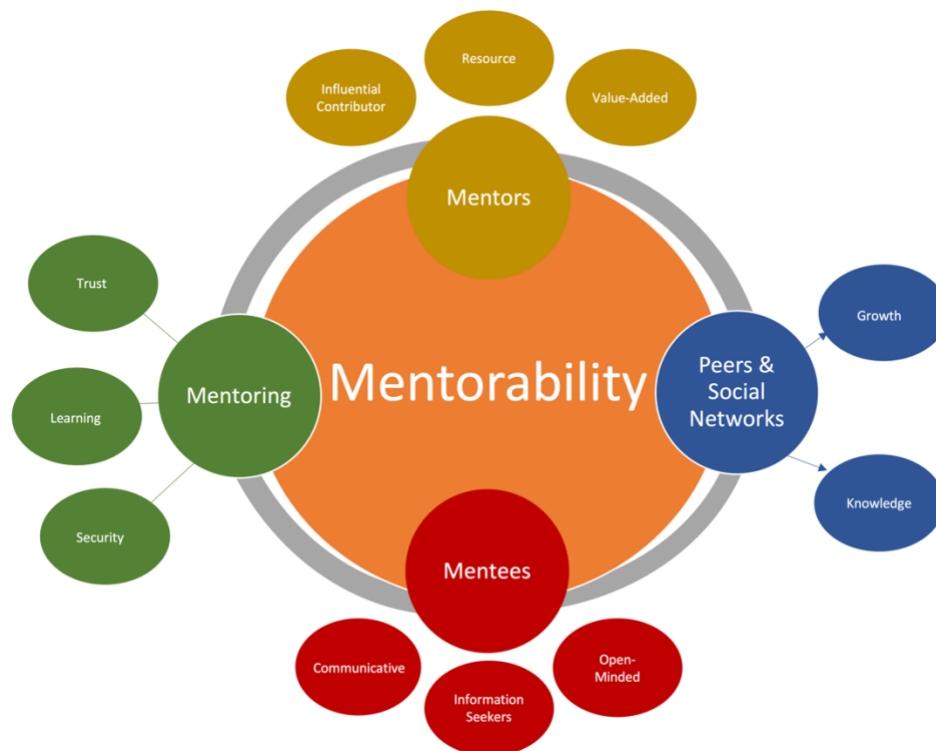 Resource
Influential
Contributor
Value-Added
Mentors
Trust
Growth
Mentoring
Mentorability
Peers &
Social
Networks
Learning
Knowledge
Security
Mentees
Communicative
Open-
Minded
Information
Seekers